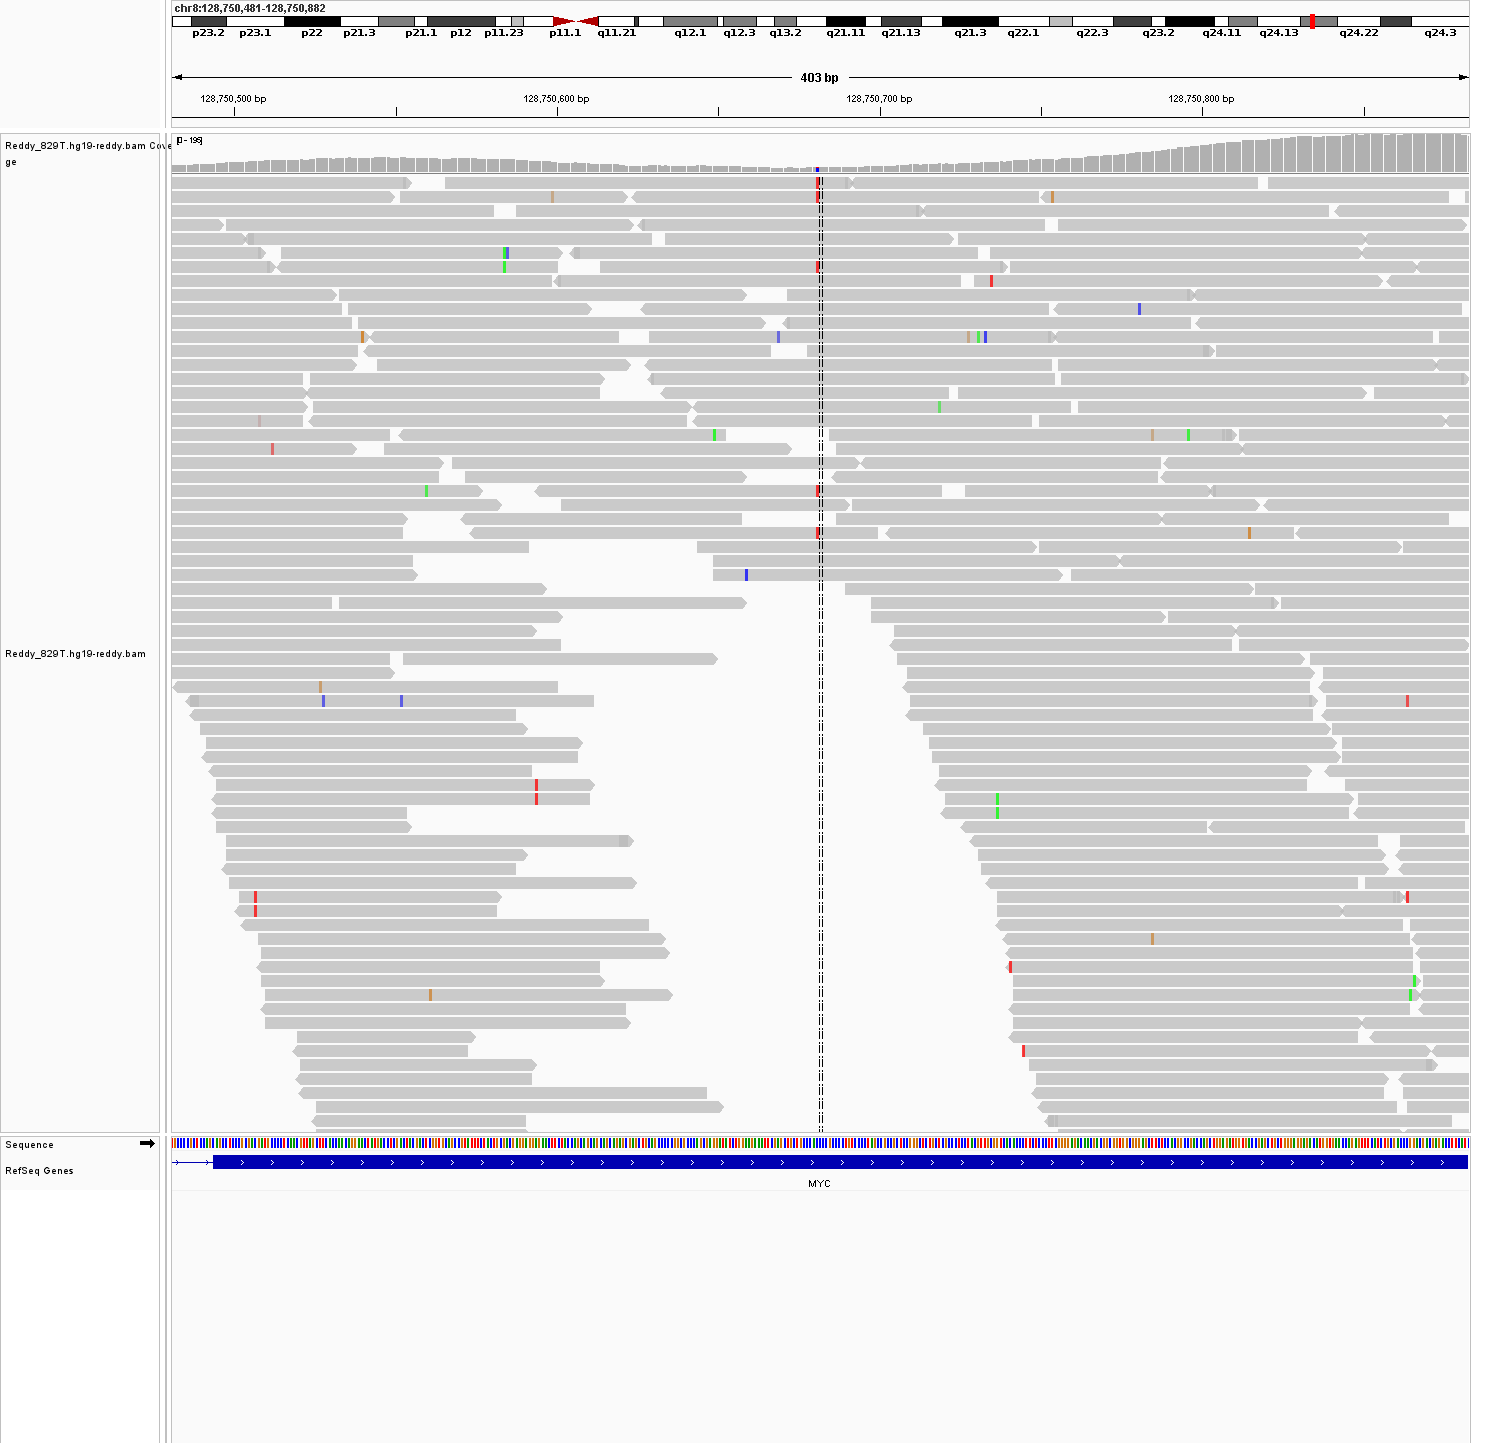 chr8:128,750,481-128,750,882
p23.2 p23.1 p22 p21.3 p21.1 p12 p11.23 p11.1 q11.21 q12.1 q12.3 q13.2 q21.11 q21.13 q21.3 q22.1 q22.3 q23.2 q24.11 q24.13 q24.22 q24.3
403 bp
128,750,500 bp 128,750,600 bp 128,750,700 bp 128,750,800 bp
Reddy_829T.hg19-reddy.bam Cove
ge
[0 - 195]
Reddy_829T.hg19-reddy.bam
Sequence
RefSeq Genes
MYC